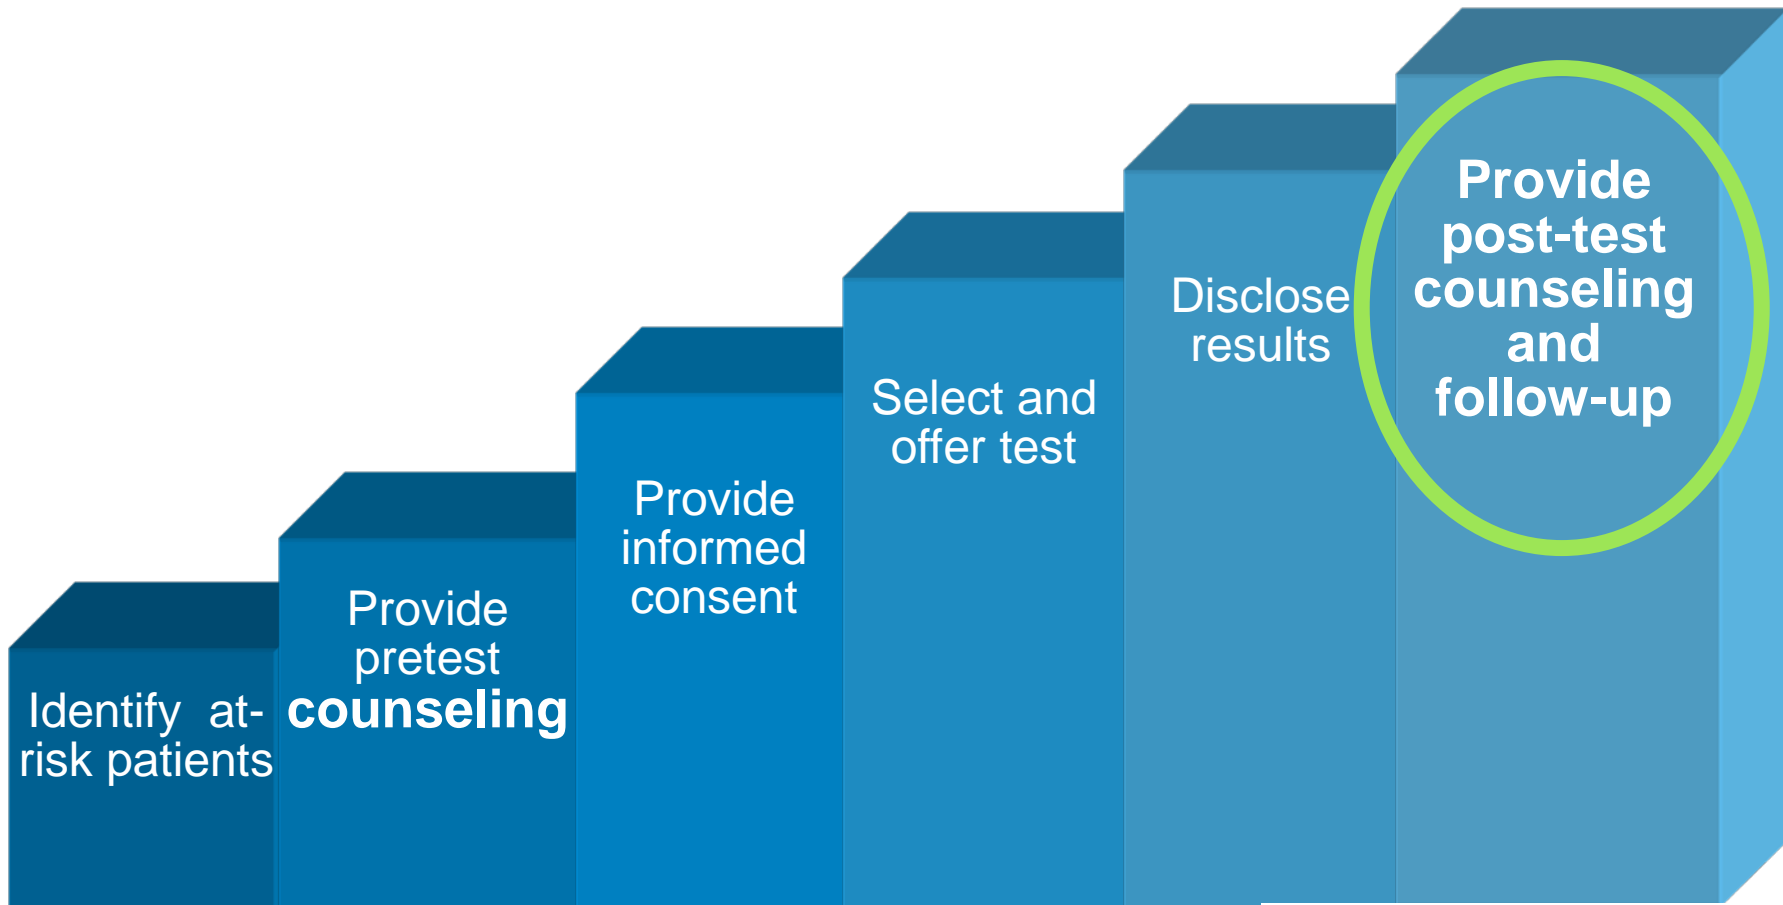 Identify  at-
risk patients
Provide
pretest
counseling
Provide
informed
consent
Select and
offer test
Disclose
results
Provide
post-test
counseling
and
follow-up